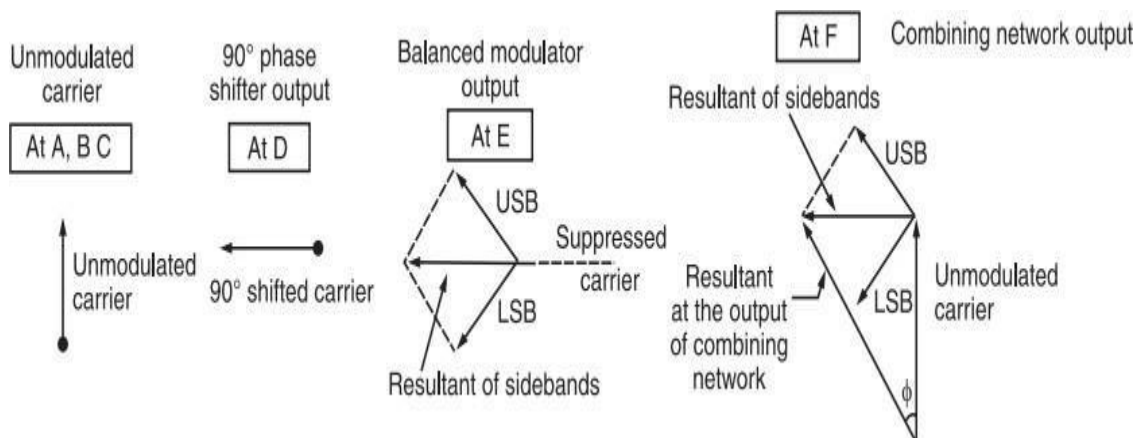 Unmodulated
carrier
At A, B C
Unmodulated
carrier
90° phase
shifter output
At D
90° shifted carrier
Balanced modulator
output
At E
USB
Suppressed
carrier
LSB
Resultant of sidebands
At F
Combining network output
Resultant of sidebands
USB
Resultant
at the output
of combining
network
LSB
Unmodulated
carrier
ϕ